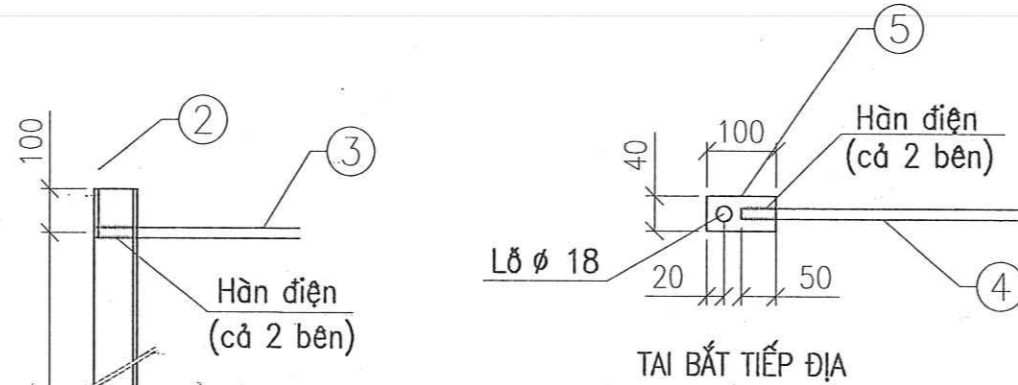 5
2
100
3
100
Hàn điện
(cả 2 bên)
40
Lỗ ø 18
20
50
4
Hàn điện
(cả 2 bên)
TAI BẮT TIẾP ĐỊA